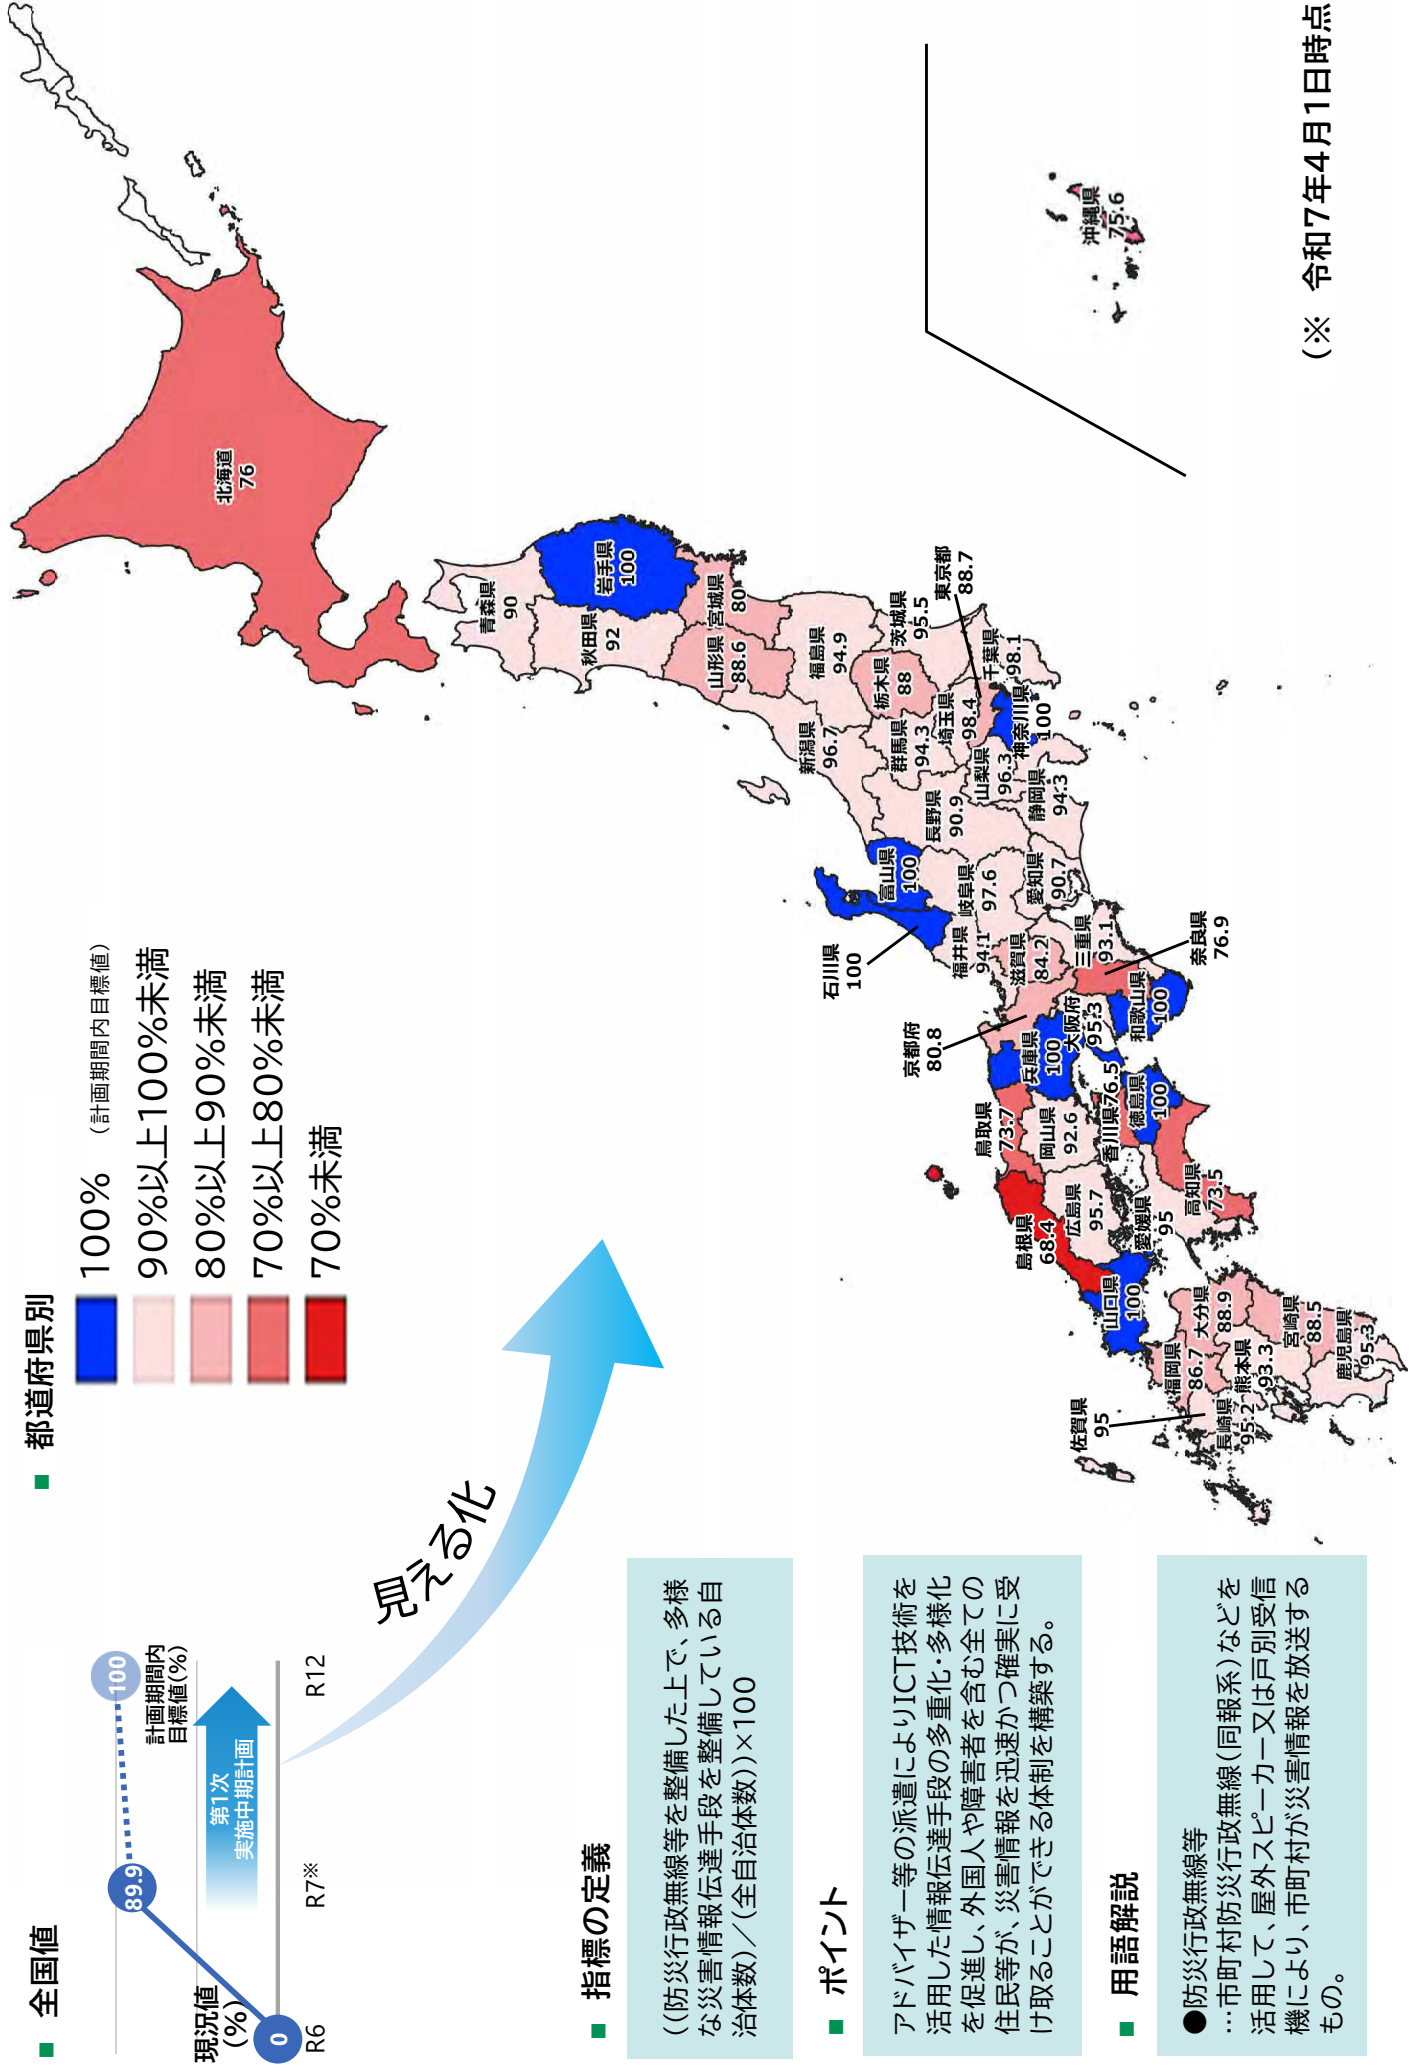 ■ 全国値
現況値
(%)
0
89.9
100
計画期間内
目標値(%)
第1次
実施中期計画
R6
R7※
R12
見える化
■ 都道府県別
100% (計画期間内目標値)
90%以上100%未満
80%以上90%未満
70%以上80%未満
70%未満
■ 指標の定義
((防災行政無線等を整備した上で、多様
な災害情報伝達手段を整備している自
治体数)／(全自治体数))×100
■ ポイント
アドバイザー等の派遣によりICT技術を
活用した情報伝達手段の多重化・多様化
を促進し、外国人や障害者を含む全ての
住民等が、災害情報を迅速かつ確実に受
け取ることができる体制を構築する。
■ 用語解説
●防災行政無線等
…市町村防災行政無線(同報系)などを
活用して、屋外スピーカー又は戸別受信
機により、市町村が災害情報を放送する
もの。
北海道
76
青森県
90
岩手県
100
秋田県
92
宮城県
80
山形県
88.6
福島県
94.9
茨城県
95.5
栃木県
88
群馬県
94.3
埼玉県
98.4
千葉県
98.1
東京都
88.7
神奈川県
100
新潟県
96.7
山梨県
96.3
長野県
90.9
静岡県
94.3
富山県
100
石川県
100
岐阜県
97.6
愛知県
90.7
福井県
94.1
滋賀県
84.2
三重県
93.1
奈良県
76.9
京都府
80.8
大阪府
95.3
和歌山県
100
兵庫県
100
鳥取県
73.7
岡山県
92.6
島根県
68.4
広島県
95.7
山口県
100
香川県76.5
徳島県
100
愛媛県
95
高知県
73.5
福岡県
86.7
大分県
88.9
佐賀県
95
長崎県
95.2
熊本県
93.3
宮崎県
88.5
鹿児島県
95.3
沖縄県
75.6
(※ 令和7年4月1日時点